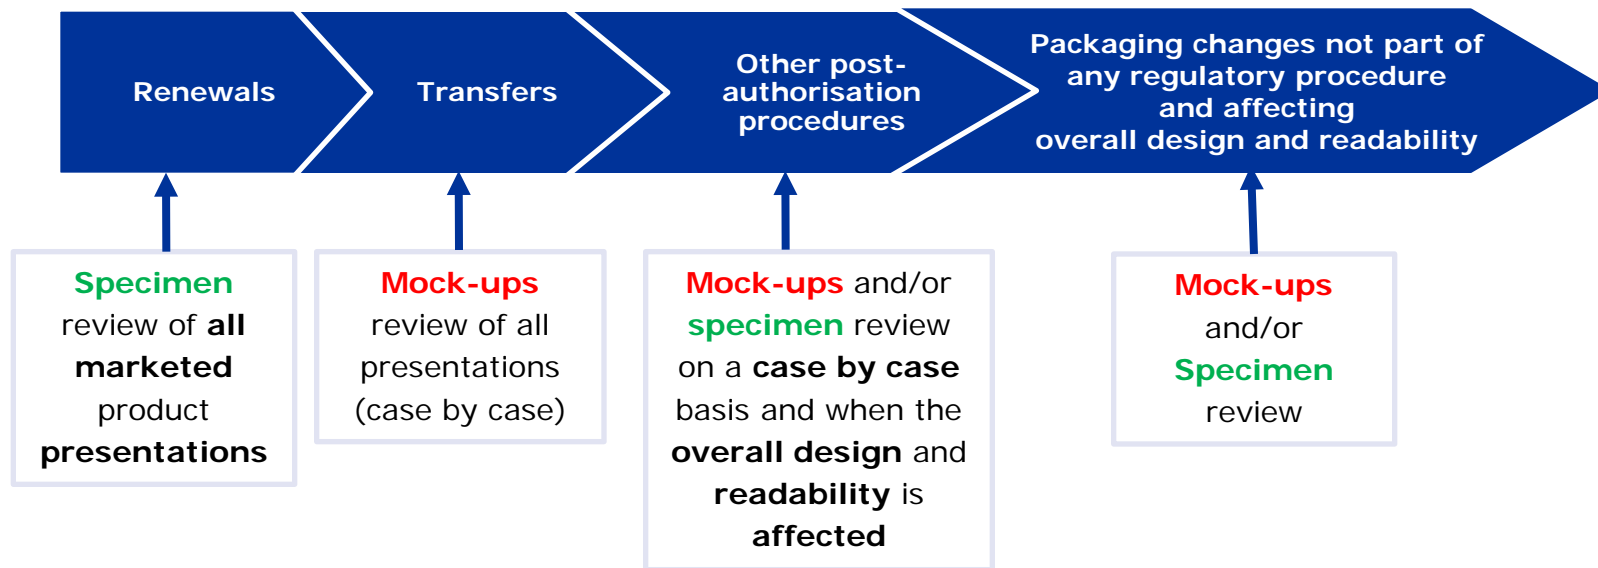 Renewals
Transfers
Other post-
authorisation
procedures
Packaging changes not part of
any regulatory procedure
and affecting
overall design and readability
Specimen
review of all
marketed
product
presentations
Mock-ups
review of all
presentations
(case by case)
Mock-ups and/or
specimen review
on a case by case
basis and when the
overall design and
readability is
affected
Mock-ups
and/or
Specimen
review